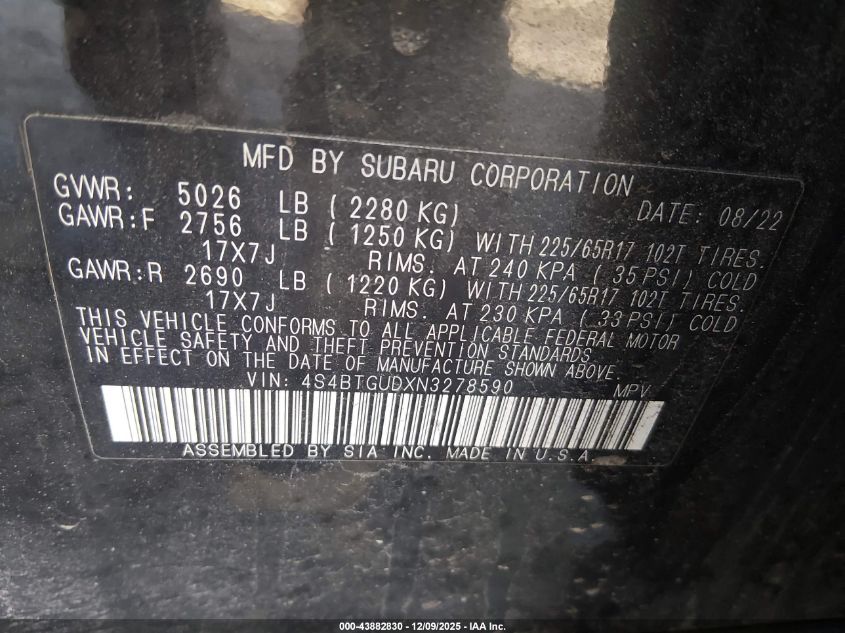 MFD BY SUBARU CORPORATION
GVWR: 5026 LB ( 2280 KG) DATE: 08/22
GAWR:F 2756 LB ( 1250 KG) WITH 225/65R17 102T TIRES.
17X7J RIMS. AT 240 KPA ( 35 PSI) COLD
GAWR:R 2690 LB ( 1220 KG) WITH 225/65R17 102T TIRES.
17X7J RIMS. AT 230 KPA ( 33 PSI) COLD
THIS VEHICLE CONFORMS TO ALL APPLICABLE FEDERAL MOTOR
VEHICLE SAFETY AND THEFT PREVENTION STANDARDS
IN EFFECT ON THE DATE OF MANUFACTURE SHOWN ABOVE.
VIN: 4S4BTGUDXN3278590 MPV
ASSEMBLED BY SIA INC. MADE IN U.S.A
000-43882830 - 12/09/2025 - IAA Inc.